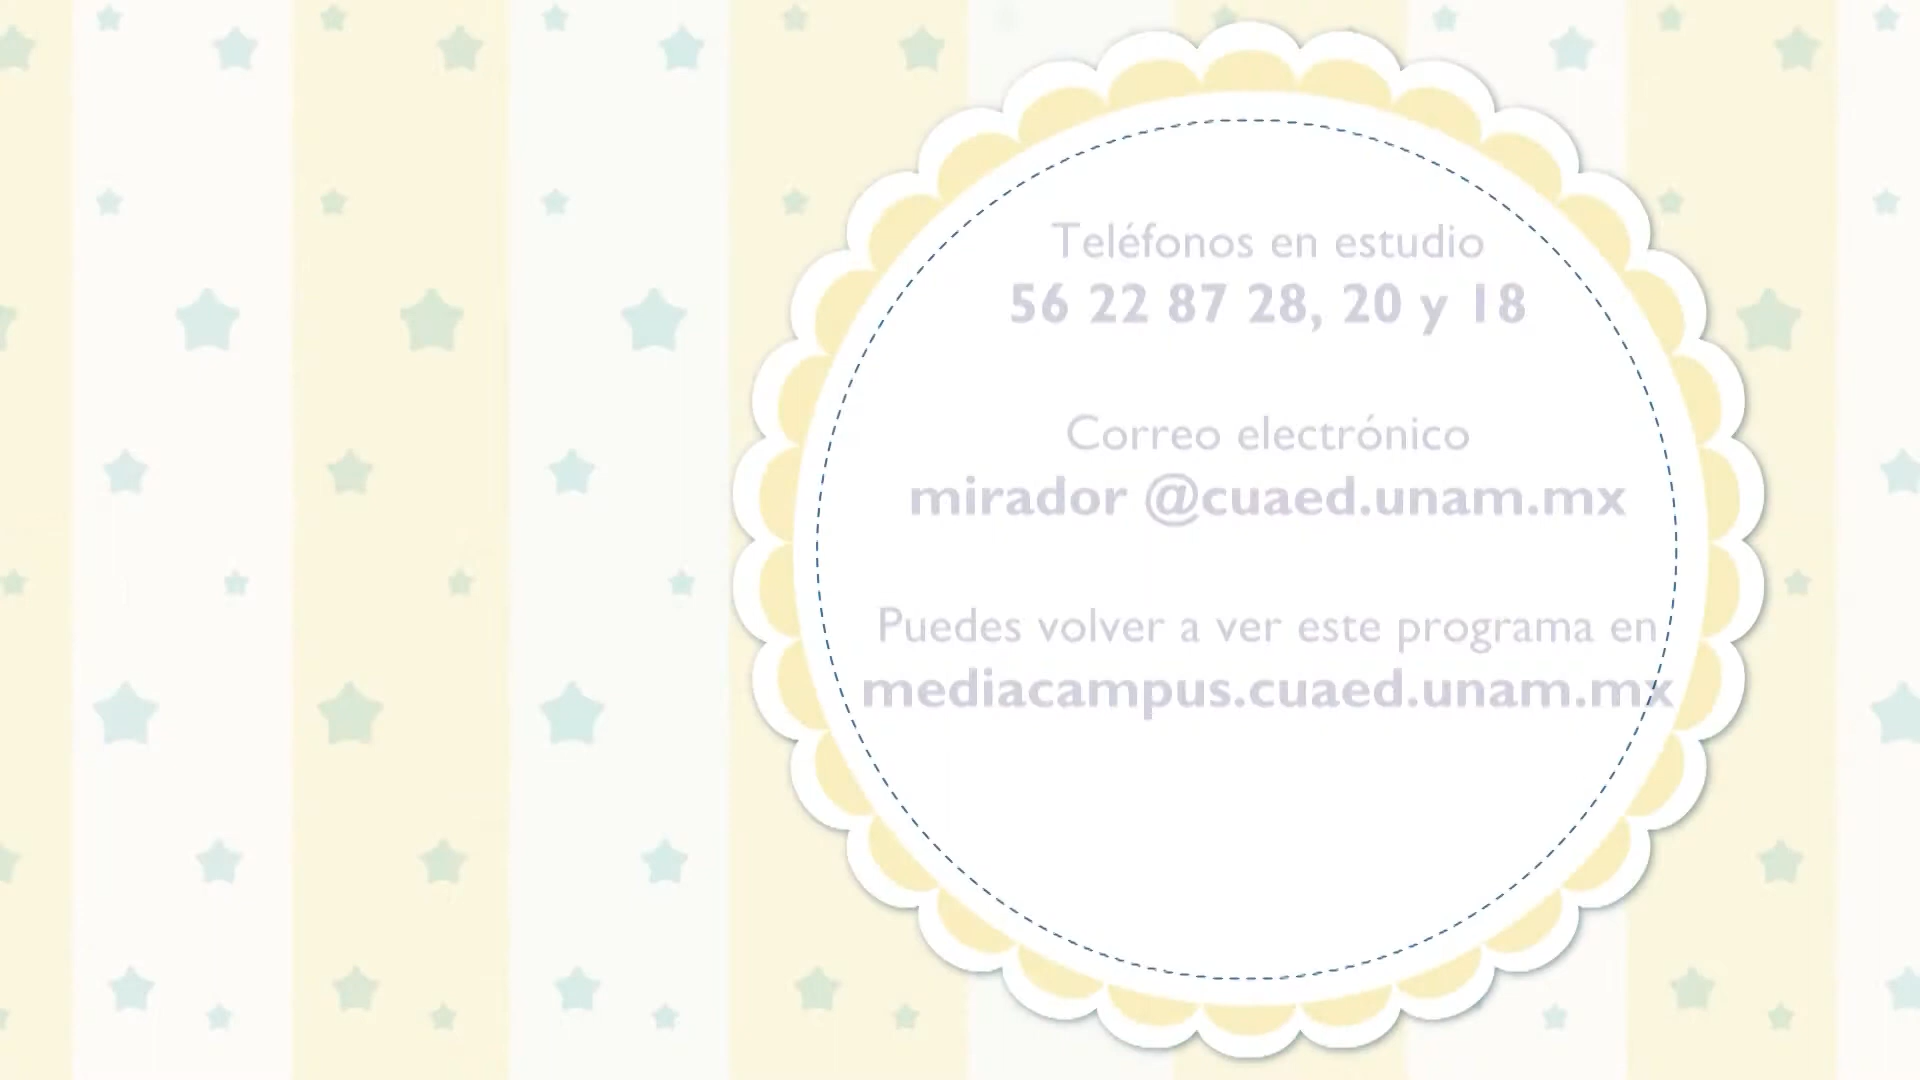 Teléfonos en estudio
56 22 87 28, 20 y 18
Correo electrónico
mirador @cuaed.unam.mx
Puedes volver a ver este programa en
mediacampus.cuaed.unam.mx